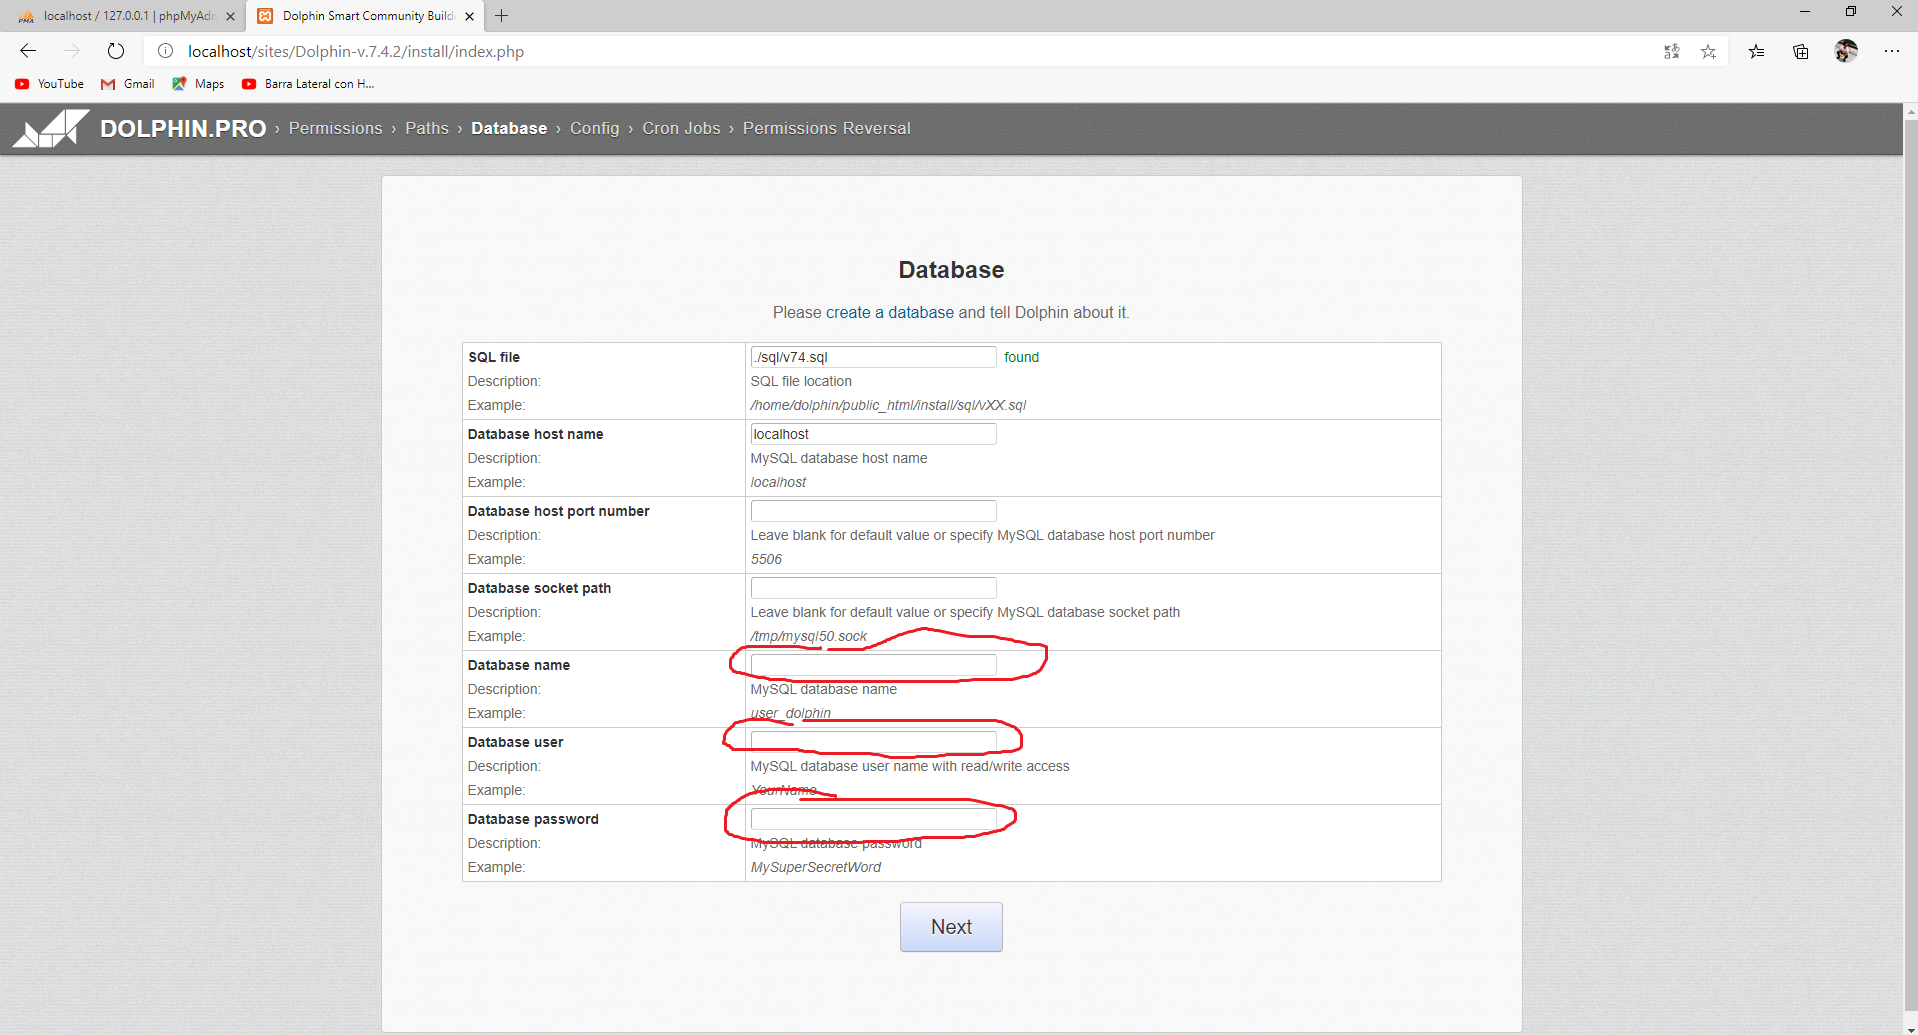 localhost / 127.0.0.1 | phpMyAdn
Dolphin Smart Community Build
localhost/sites/Dolphin-v.7.4.2/install/index.php
YouTube Gmail Maps Barra Lateral con H...
DOLPHIN.PRO › Permissions › Paths › Database › Config › Cron Jobs › Permissions Reversal
Database
Please create a database and tell Dolphin about it.
SQL file ./sql/v74.sql found
Description: SQL file location
Example: /home/dolphin/public_html/install/sql/vXX.sql
Database host name localhost
Description: MySQL database host name
Example: localhost
Database host port number
Description: Leave blank for default value or specify MySQL database host port number
Example: 5506
Database socket path
Description: Leave blank for default value or specify MySQL database socket path
Example: /tmp/mysql50.sock
Database name
Description: MySQL database name
Example: user_dolphin
Database user
Description: MySQL database user name with read/write access
Example: YourName
Database password
Description: MySQL database password
Example: MySuperSecretWord
Next